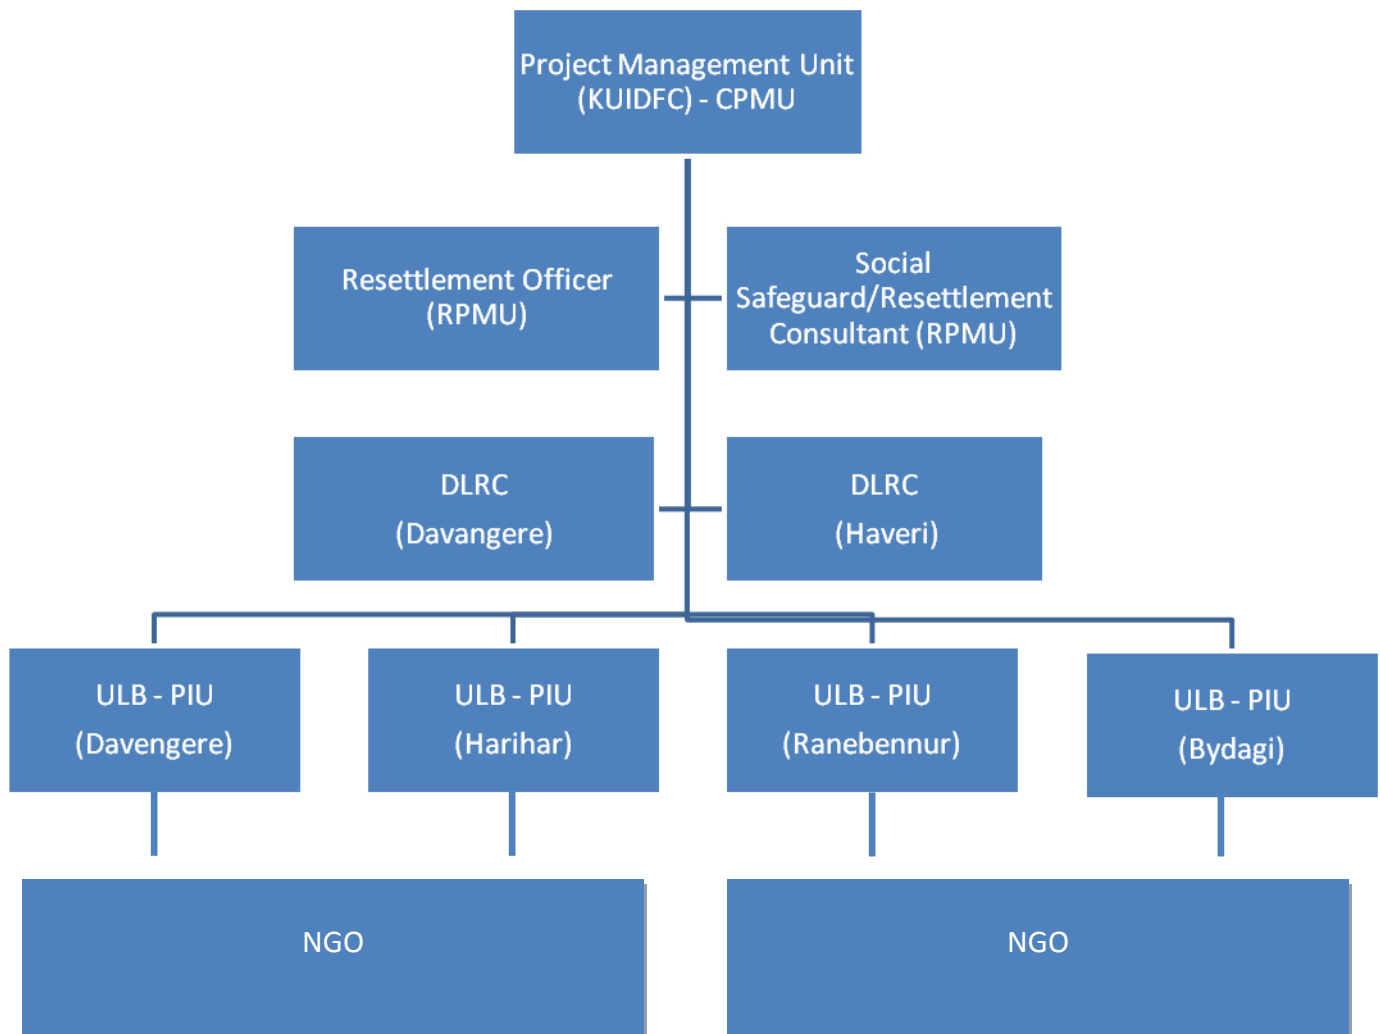 Project Management Unit
(KUIDFC) - CPMU
Resettlement Officer
(RPMU)
Social
Safeguard/Resettlement
Consultant (RPMU)
DLRC
(Davangere)
DLRC
(Haveri)
ULB - PIU
(Davengere)
ULB - PIU
(Harihar)
ULB - PIU
(Ranebennur)
ULB - PIU
(Bydagi)
NGO
NGO